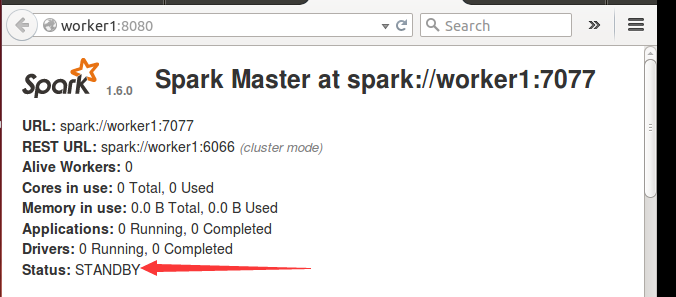 worker1:8080
Search
Spark 1.6.0 Spark Master at spark://worker1:7077
URL: spark://worker1:7077
REST URL: spark://worker1:6066 (cluster mode)
Alive Workers: 0
Cores in use: 0 Total, 0 Used
Memory in use: 0.0 B Total, 0.0 B Used
Applications: 0 Running, 0 Completed
Drivers: 0 Running, 0 Completed
Status: STANDBY